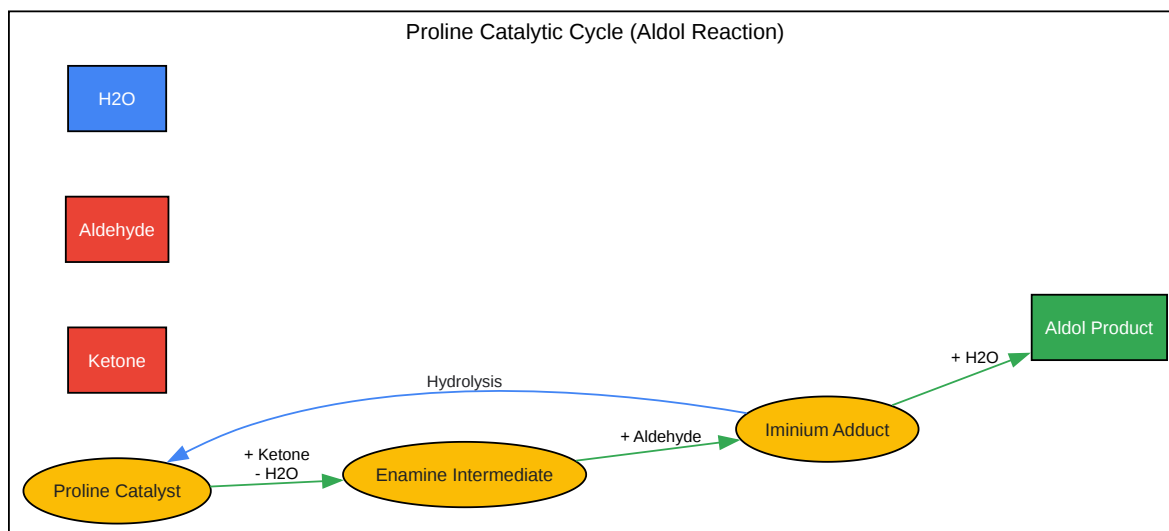 Proline Catalytic Cycle (Aldol Reaction)
H2O
Aldehyde
Ketone
Aldol Product
+ H2O
Hydrolysis
Iminium Adduct
+ Aldehyde
+ Ketone
- H2O
Enamine Intermediate
Proline Catalyst